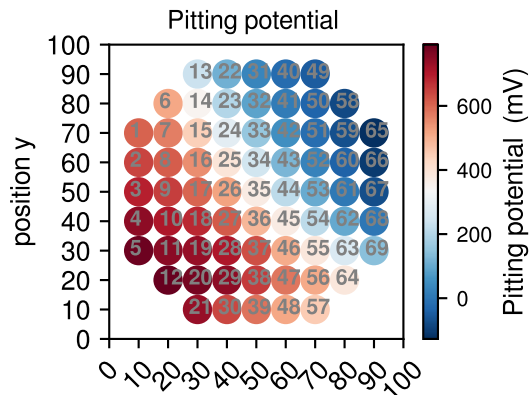 Pitting potential
100
90
80
70
60
50
40
30
20
10
0
position y
13 22 31 40 49
6 14 23 32 41 50 58
1 7 15 24 33 42 51 59 65
2 8 16 25 34 43 52 60 66
3 9 17 26 35 44 53 61 67
4 10 18 27 36 45 54 62 68
5 11 19 28 37 46 55 63 69
12 20 29 38 47 56 64
21 30 39 48 57
0 10 20 30 40 50 60 70 80 90 100
600
400
200
0
Pitting potential (mV)